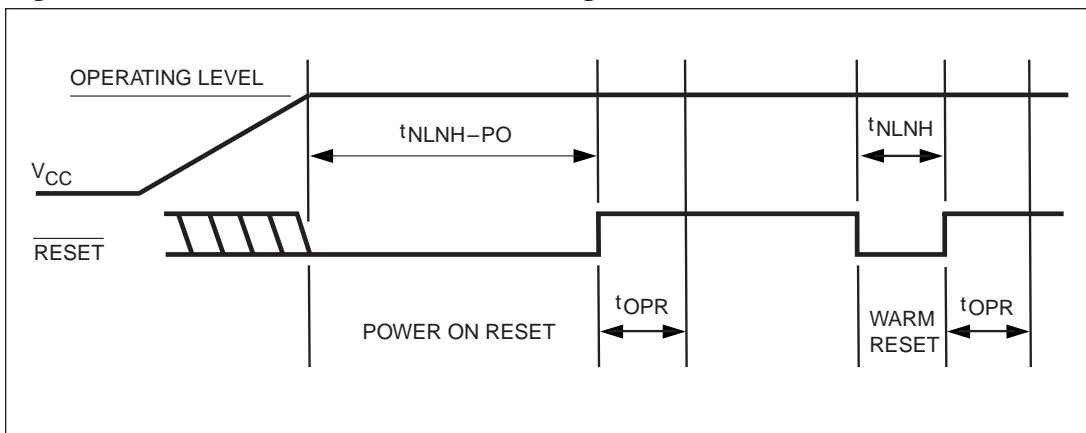 OPERATING LEVEL
tNLNH–PO
tNLNH
VCC
RESET
tOPR
tOPR
POWER ON RESET
WARM
RESET